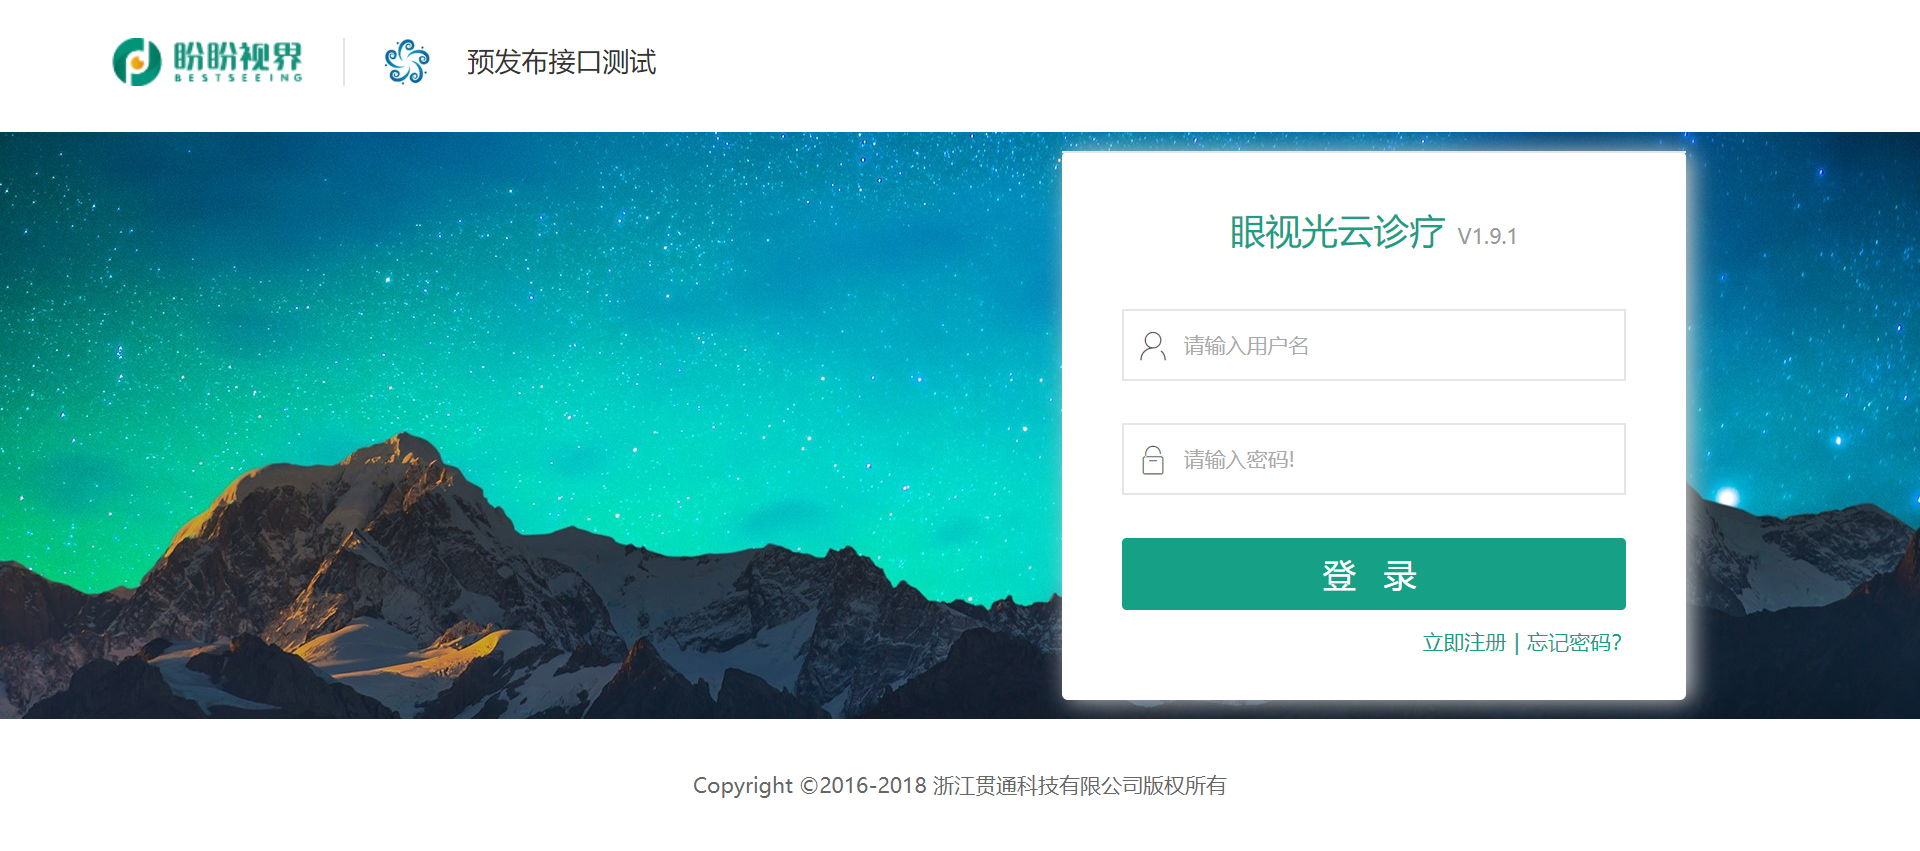 盼盼视界
BESTSEEING
预发布接口测试
眼视光云诊疗 V1.9.1
请输入用户名
请输入密码!
登 录
立即注册 | 忘记密码?
Copyright ©2016-2018 浙江贯通科技有限公司版权所有